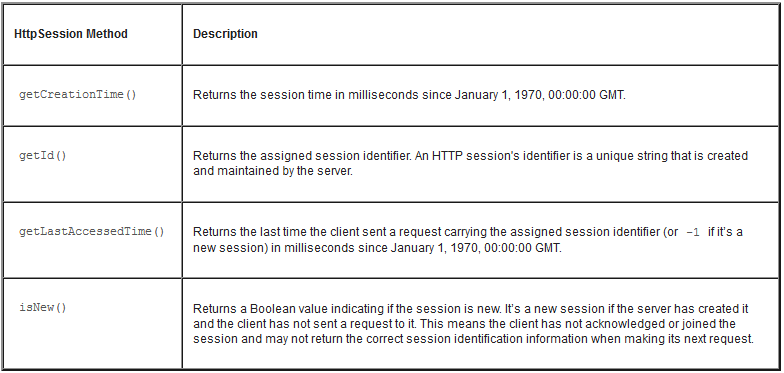 HttpSession Method Description
getCreationTime() Returns the session time in milliseconds since January 1, 1970, 00:00:00 GMT.
getId() Returns the assigned session identifier. An HTTP session's identifier is a unique string that is created
and maintained by the server.
getLastAccessedTime() Returns the last time the client sent a request carrying the assigned session identifier (or -1 if it's a
new session) in milliseconds since January 1, 1970, 00:00:00 GMT.
isNew() Returns a Boolean value indicating if the session is new. It's a new session if the server has created it
and the client has not sent a request to it. This means the client has not acknowledged or joined the
session and may not return the correct session identification information when making its next request.